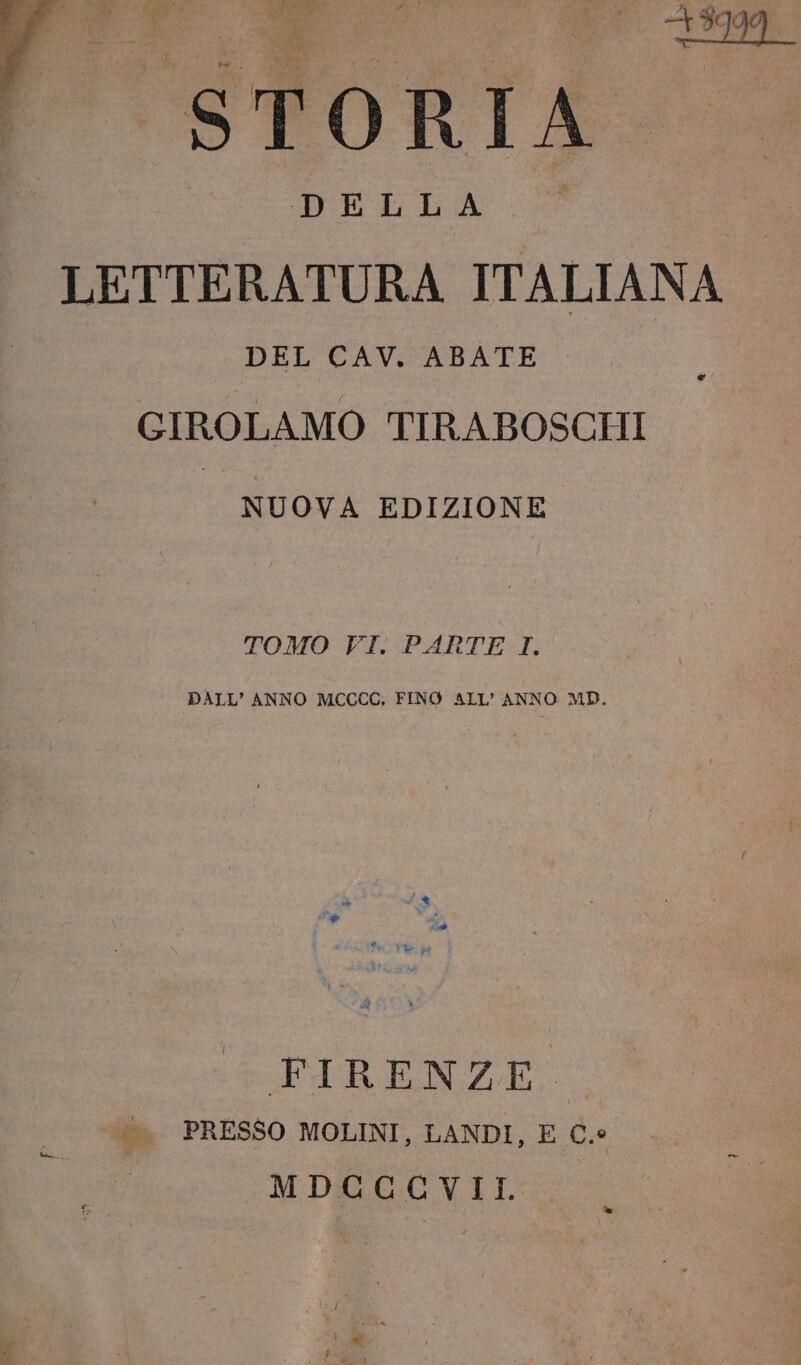 A 8999
STORIA
DELLA
LETTERATURA ITALIANA
DEL CAV. ABATE
GIROLAMO TIRABOSCHI
NUOVA EDIZIONE
TOMO VI. PARTE I.
DALL' ANNO MCCCC, FINO ALL' ANNO MD.
FIRENZE
PRESSO MOLINI, LANDI, E C.º
MDCCCVII.